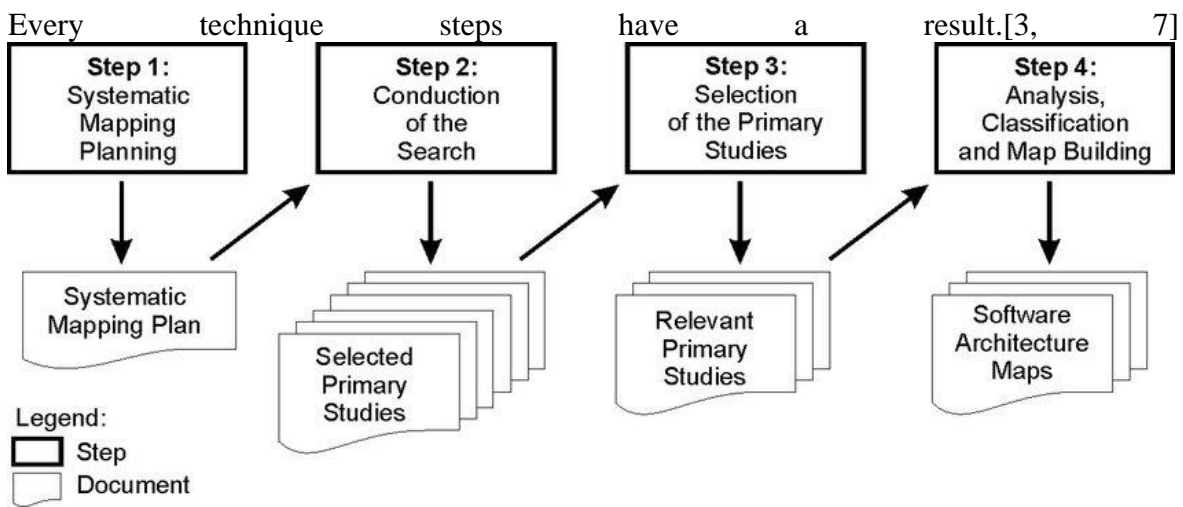 Every technique steps have a result.[3, 7]
Step 1:
Systematic
Mapping
Planning
Step 2:
Conduction
of the
Search
Step 3:
Selection
of the Primary
Studies
Step 4:
Analysis,
Classification
and Map Building
Systematic
Mapping Plan
Selected
Primary
Studies
Relevant
Primary
Studies
Software
Architecture
Maps
Legend:
Step
Document